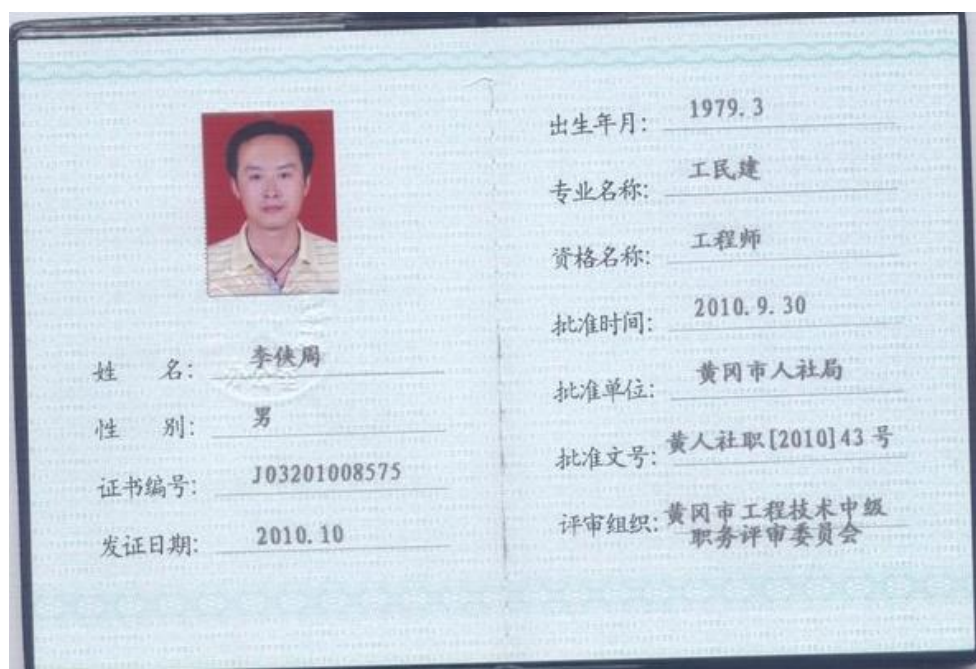 姓 名: 李侠周
性 别: 男
证书编号: J03201008575
发证日期: 2010.10
出生年月: 1979.3
专业名称: 工民建
资格名称: 工程师
批准时间: 2010.9.30
批准单位: 黄冈市人社局
批准文号: 黄人社职[2010]43号
评审组织: 黄冈市工程技术中级
职务评审委员会